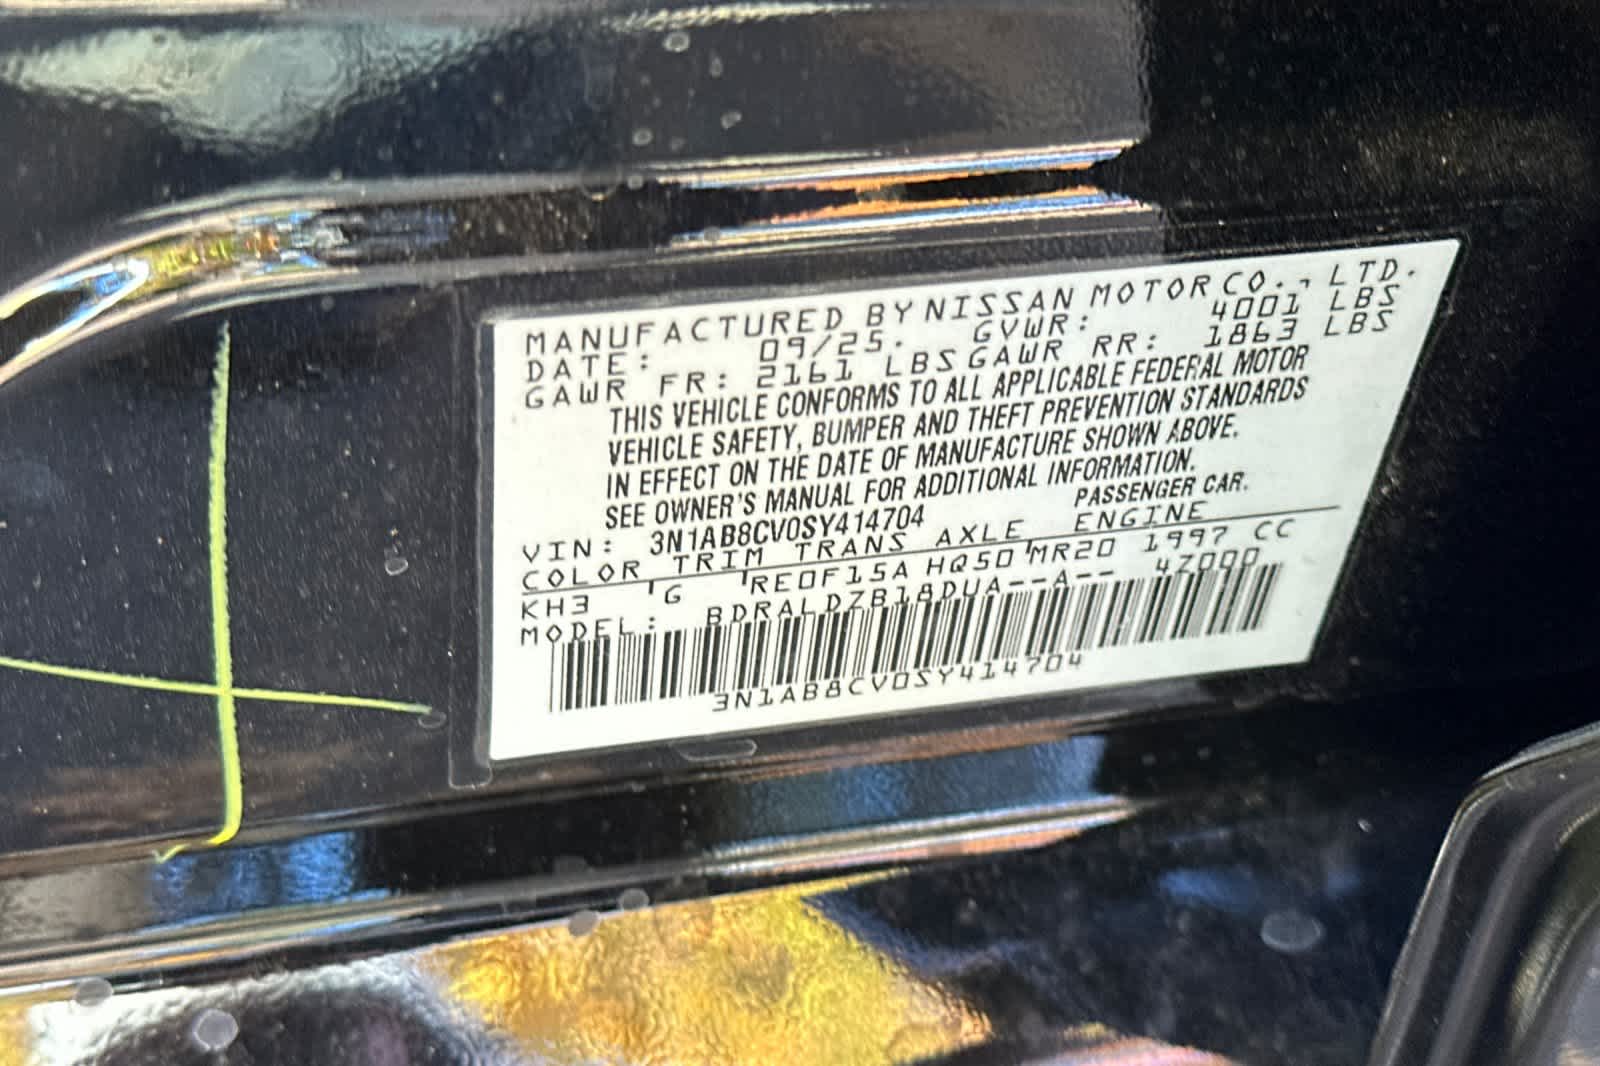 MANUFACTURED BY NISSAN MOTOR CO., LTD.
DATE: 09/25. GVWR: 4001 LBS
GAWR FR: 2161 LBS GAWR RR: 1863 LBS
THIS VEHICLE CONFORMS TO ALL APPLICABLE FEDERAL MOTOR
VEHICLE SAFETY, BUMPER AND THEFT PREVENTION STANDARDS
IN EFFECT ON THE DATE OF MANUFACTURE SHOWN ABOVE.
SEE OWNER'S MANUAL FOR ADDITIONAL INFORMATION.
VIN: 3N1AB8CV0SY414704 PASSENGER CAR.
COLOR TRIM TRANS AXLE ENGINE
KH3 G RE0F15A HQ50 MR20 1997 CC
MODEL: BDRALDZB18DUA--A-- 4Z000
3N1AB8CV0SY414704